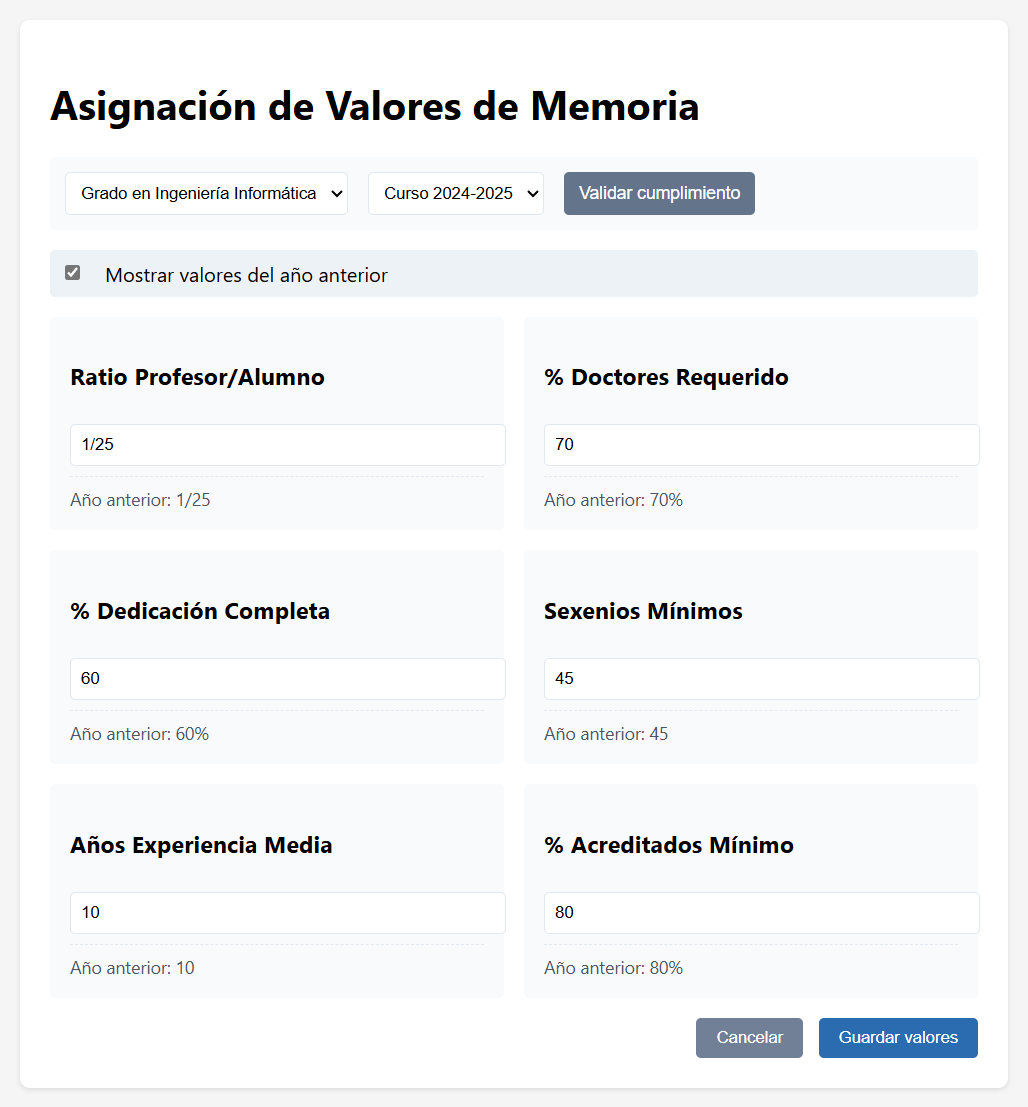 Asignación de Valores de Memoria
Grado en Ingeniería Informática Curso 2024-2025 Validar cumplimiento
Mostrar valores del año anterior
Ratio Profesor/Alumno
1/25
Año anterior: 1/25
% Doctores Requerido
70
Año anterior: 70%
% Dedicación Completa
60
Año anterior: 60%
Sexenios Mínimos
45
Año anterior: 45
Años Experiencia Media
10
Año anterior: 10
% Acreditados Mínimo
80
Año anterior: 80%
Cancelar Guardar valores